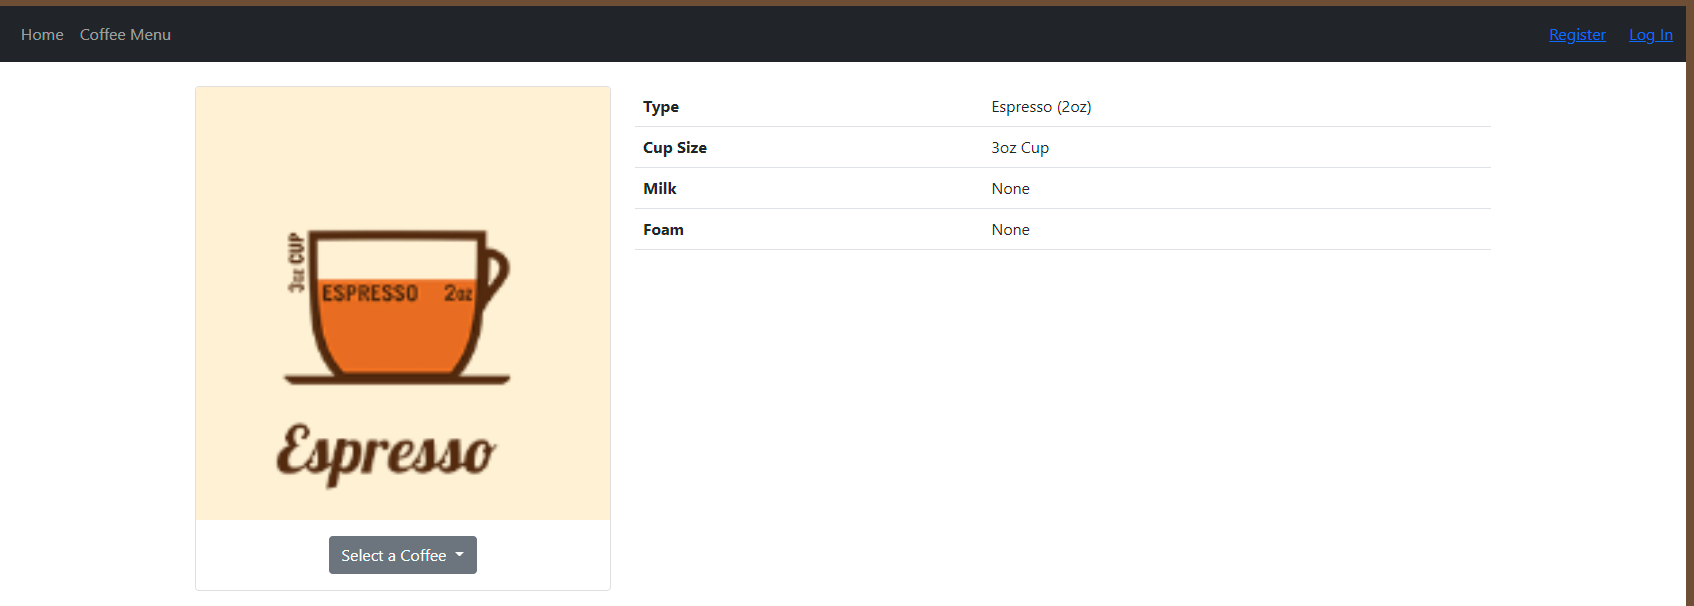 Home Coffee Menu Register Log In
3oz CUP
ESPRESSO 2oz
Espresso
Select a Coffee
Type Espresso (2oz)
Cup Size 3oz Cup
Milk None
Foam None